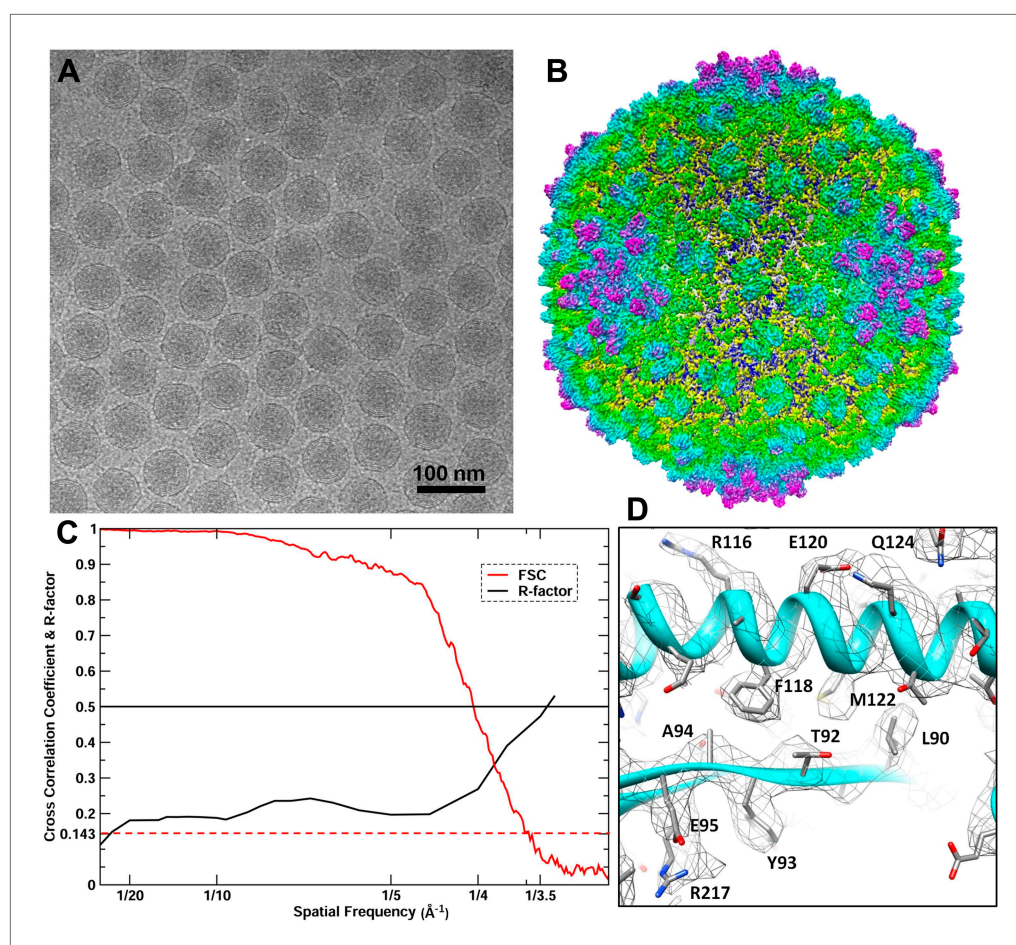 A
B
100 nm
C
Cross Correlation Coefficient & R-factor
1
0.9
0.8
0.7
0.6
0.5
0.4
0.3
0.2
0.143
0.1
0
FSC
R-factor
1/20
1/10
1/5
1/4
1/3.5
Spatial Frequency (Å-1)
D
R116
E120
Q124
F118
M122
A94
T92
L90
E95
Y93
R217